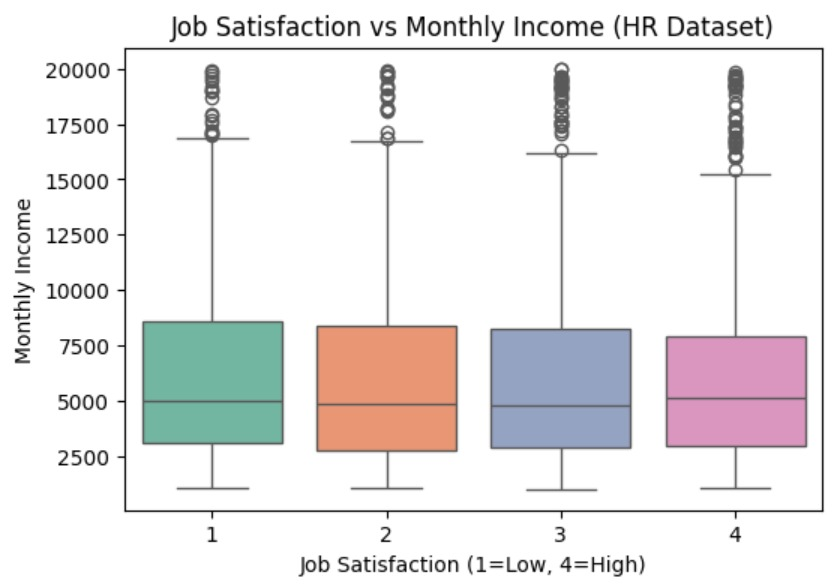 Job Satisfaction vs Monthly Income (HR Dataset)
Monthly Income
20000
17500
15000
12500
10000
7500
5000
2500
1 2 3 4
Job Satisfaction (1=Low, 4=High)